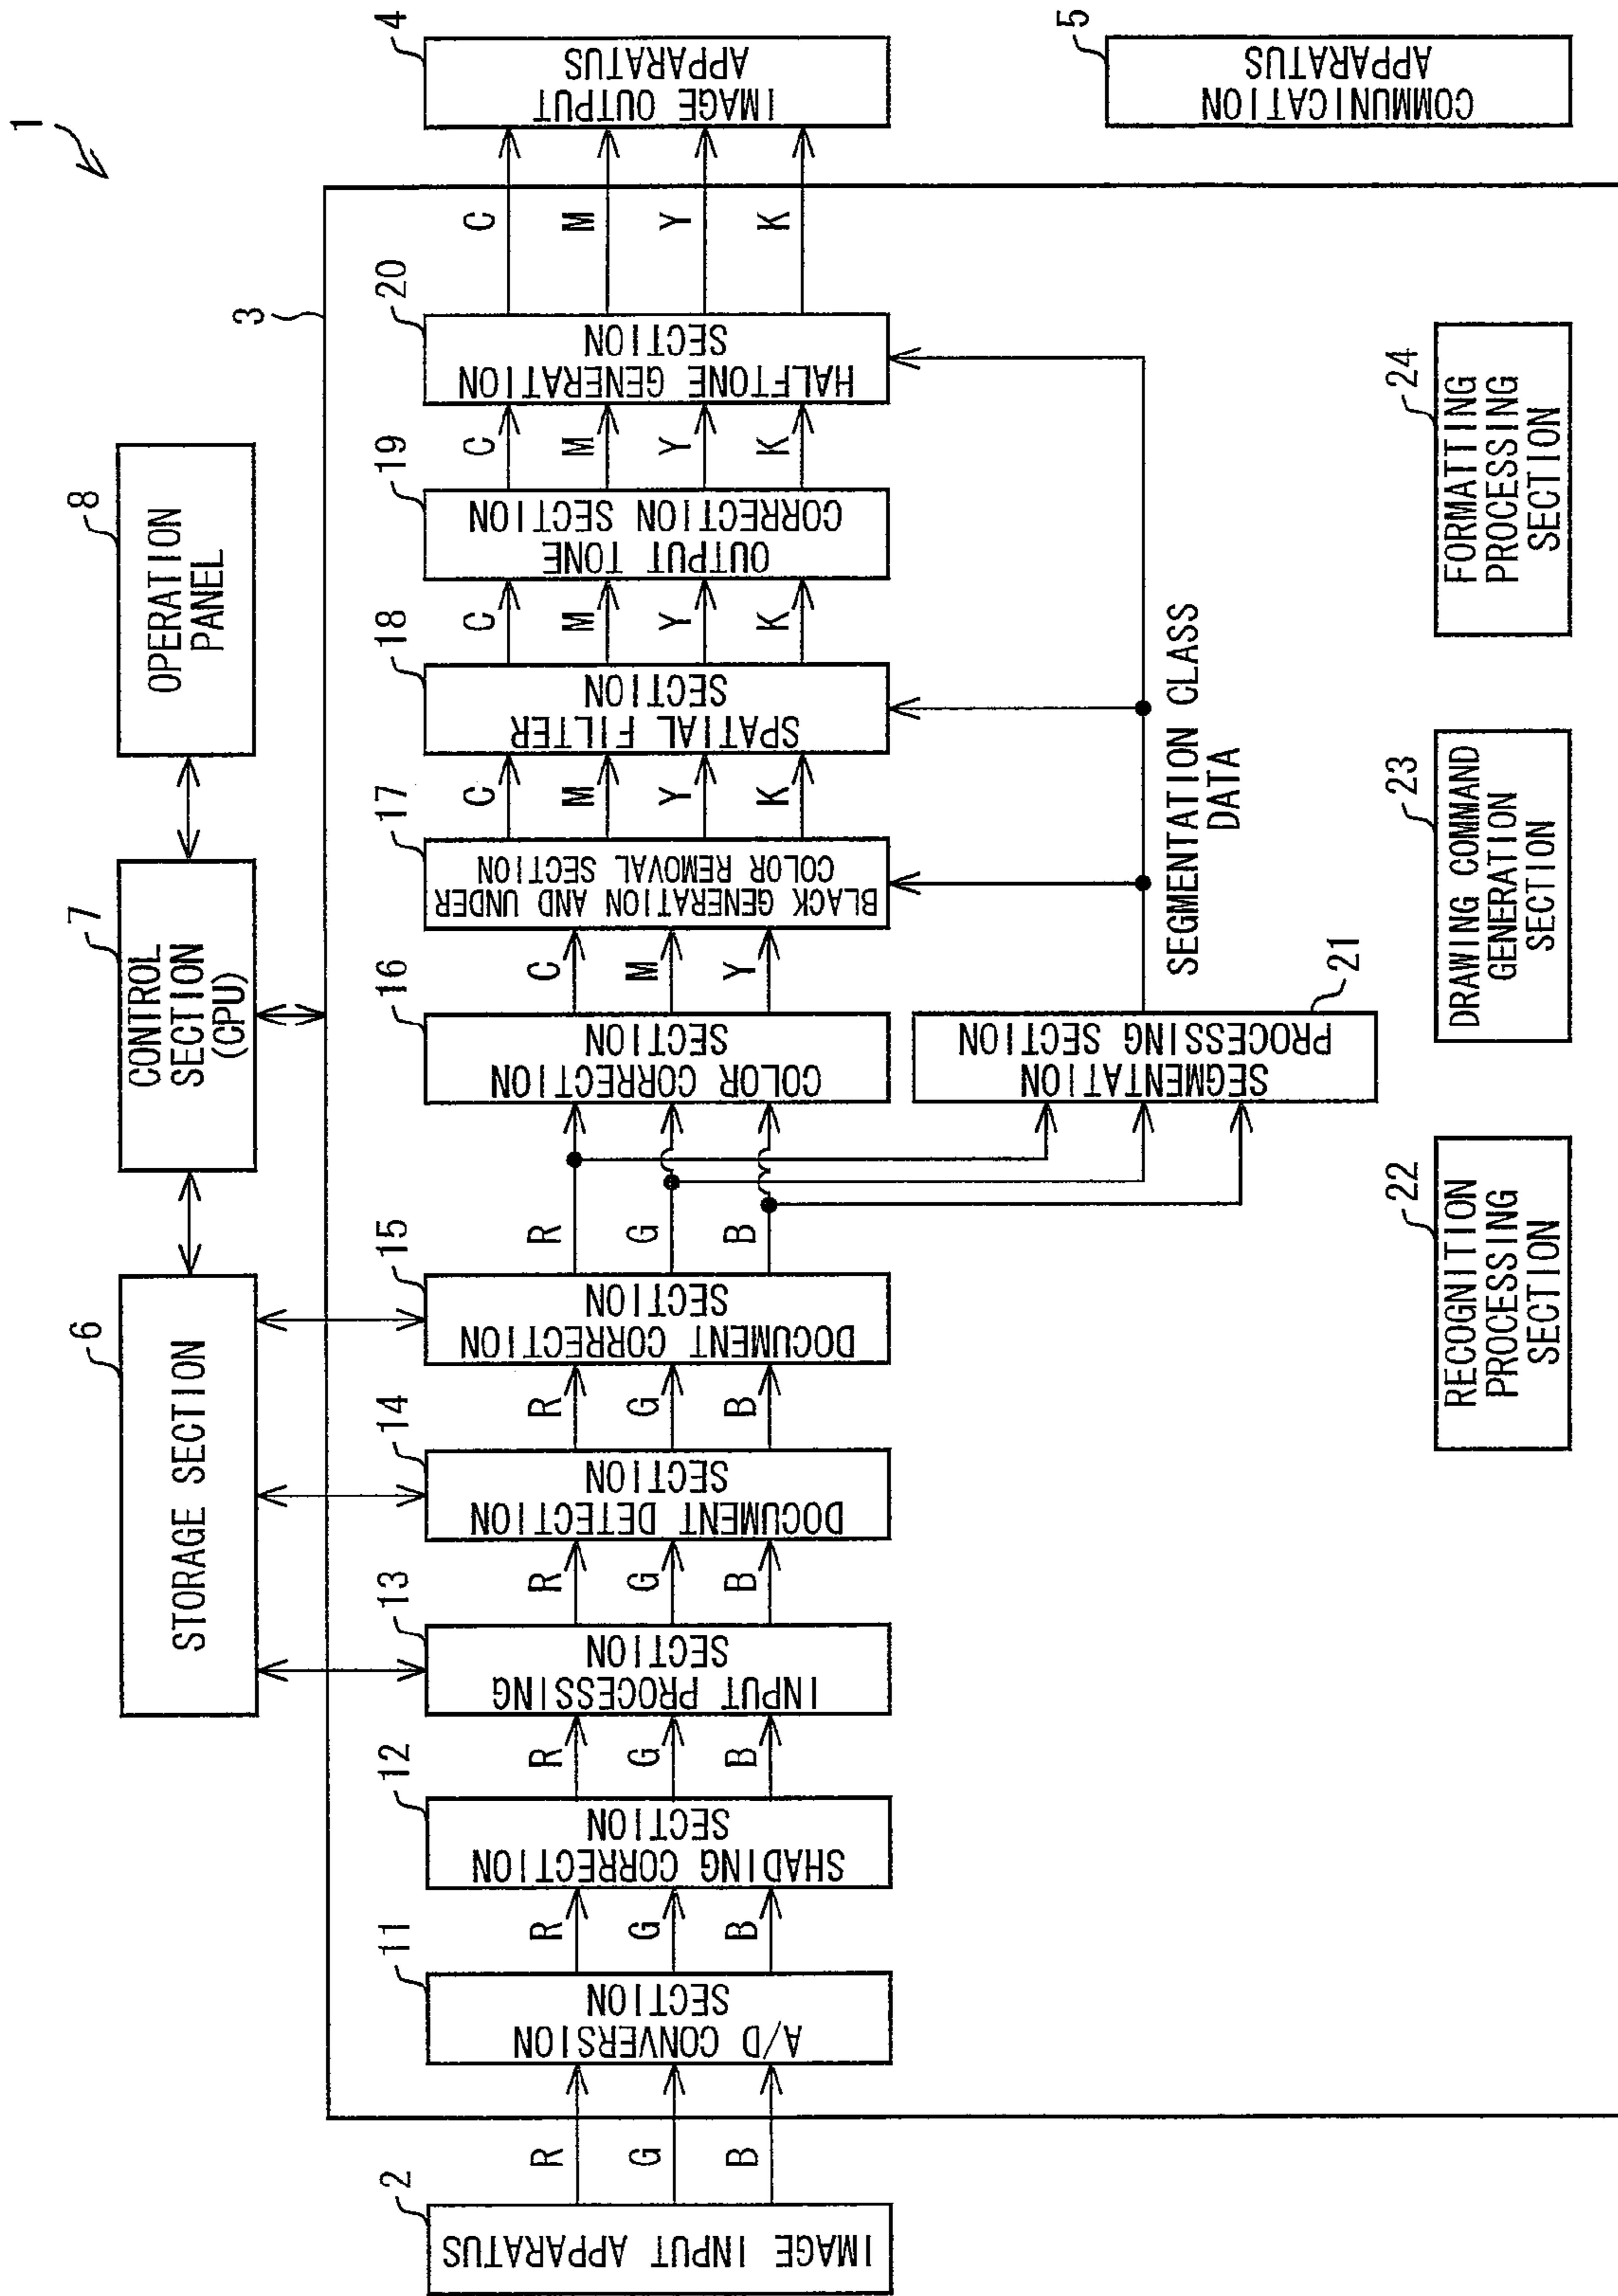 1
STORAGE SECTION
6
CONTROL
SECTION
(CPU)
7
OPERATION
PANEL
8
3
IMAGE INPUT APPARATUS
2
R
G
B
A/D CONVERSION
SECTION
11
R
G
B
SHADING CORRECTION
SECTION
12
R
G
B
INPUT PROCESSING
SECTION
13
R
G
B
DOCUMENT DETECTION
SECTION
14
R
G
B
DOCUMENT CORRECTION
SECTION
15
R
G
B
COLOR CORRECTION
SECTION
16
C
M
Y
BLACK GENERATION AND UNDER
COLOR REMOVAL SECTION
17
C
M
Y
K
SPATIAL FILTER
SECTION
18
C
M
Y
K
OUTPUT TONE
CORRECTION SECTION
19
C
M
Y
K
HALFTONE GENERATION
SECTION
20
C
M
Y
K
IMAGE OUTPUT
APPARATUS
4
SEGMENTATION
PROCESSING SECTION
21
SEGMENTATION CLASS
DATA
RECOGNITION
PROCESSING
SECTION
22
DRAWING COMMAND
GENERATION
SECTION
23
FORMATTING
PROCESSING
SECTION
24
COMMUNICATION
APPARATUS
5